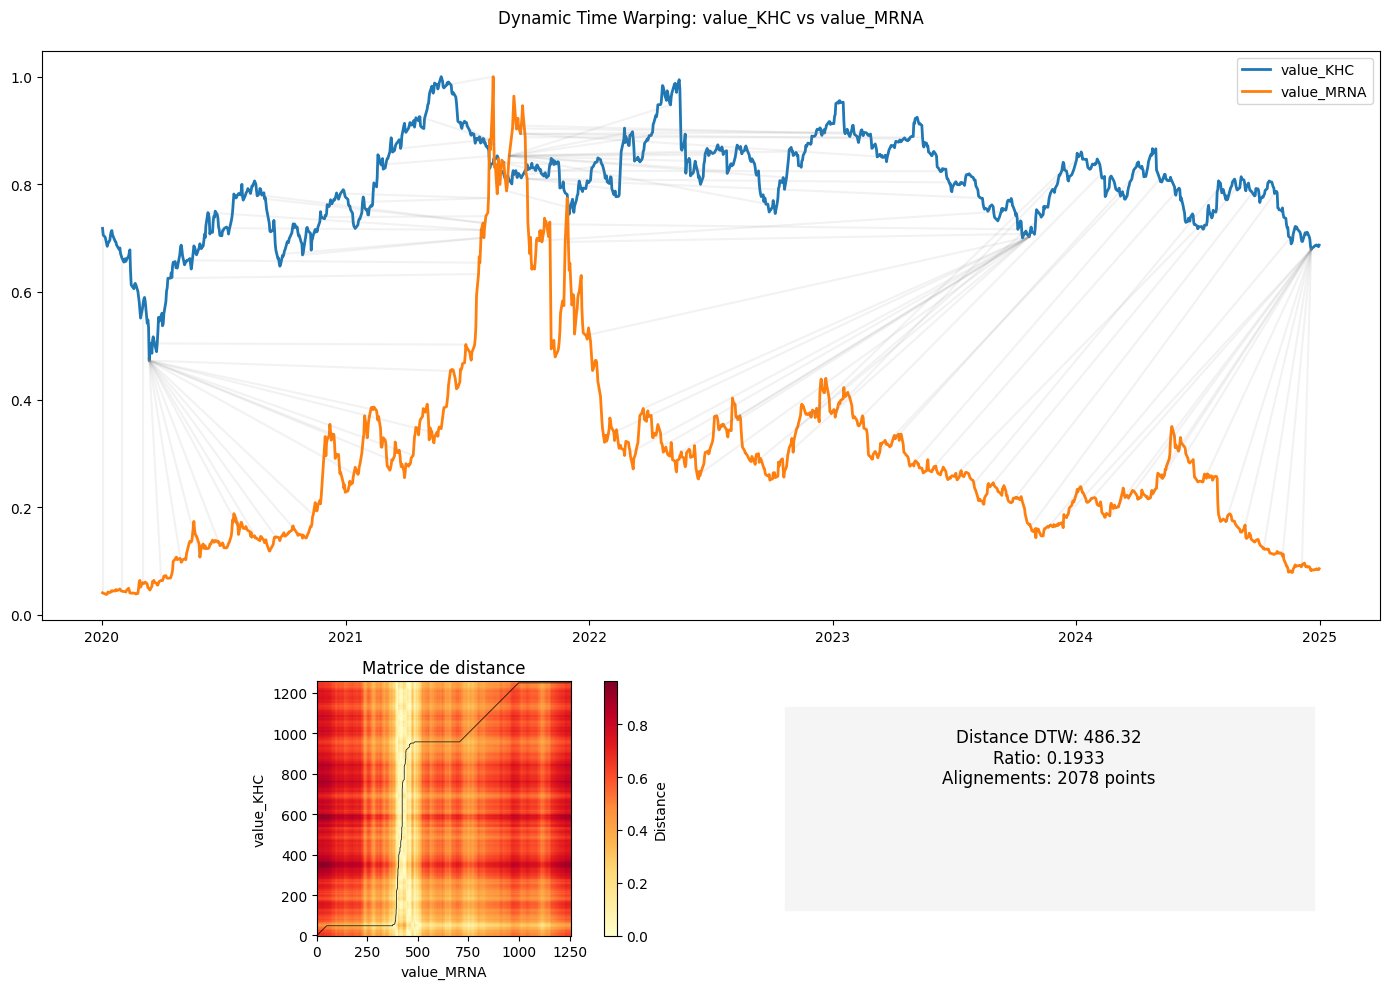 Dynamic Time Warping: value_KHC vs value_MRNA
value_KHC
value_MRNA
1.0
0.8
0.6
0.4
0.2
0.0
2020 2021 2022 2023 2024 2025
Matrice de distance
value_KHC
1200
1000
800
600
400
200
0
0 250 500 750 1000 1250
value_MRNA
0.8
0.6
0.4
0.2
0.0
Distance
Distance DTW: 486.32
Ratio: 0.1933
Alignements: 2078 points